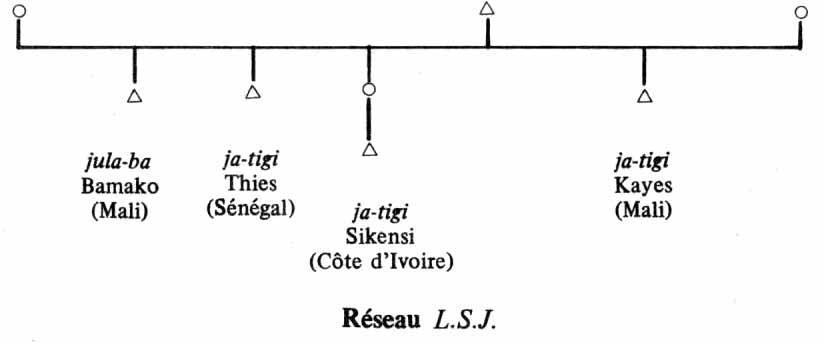 jula-ba
Bamako
(Mali)
ja-tigi
Thies
(Sénégal)
ja-tigi
Sikensi
(Côte d'Ivoire)
ja-tigi
Kayes
(Mali)
Réseau L.S.J.